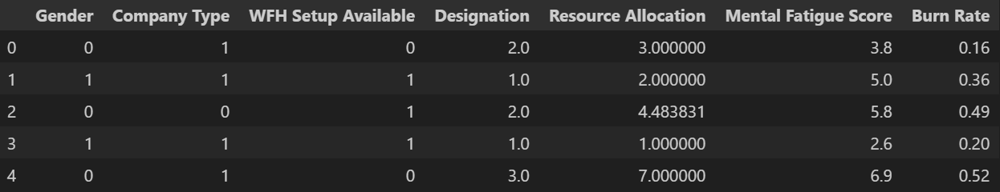 Gender Company Type WFH Setup Available Designation Resource Allocation Mental Fatigue Score Burn Rate
0 0 1 0 2.0 3.000000 3.8 0.16
1 1 1 1 1.0 2.000000 5.0 0.36
2 0 0 1 2.0 4.483831 5.8 0.49
3 1 1 1 1.0 1.000000 2.6 0.20
4 0 1 0 3.0 7.000000 6.9 0.52